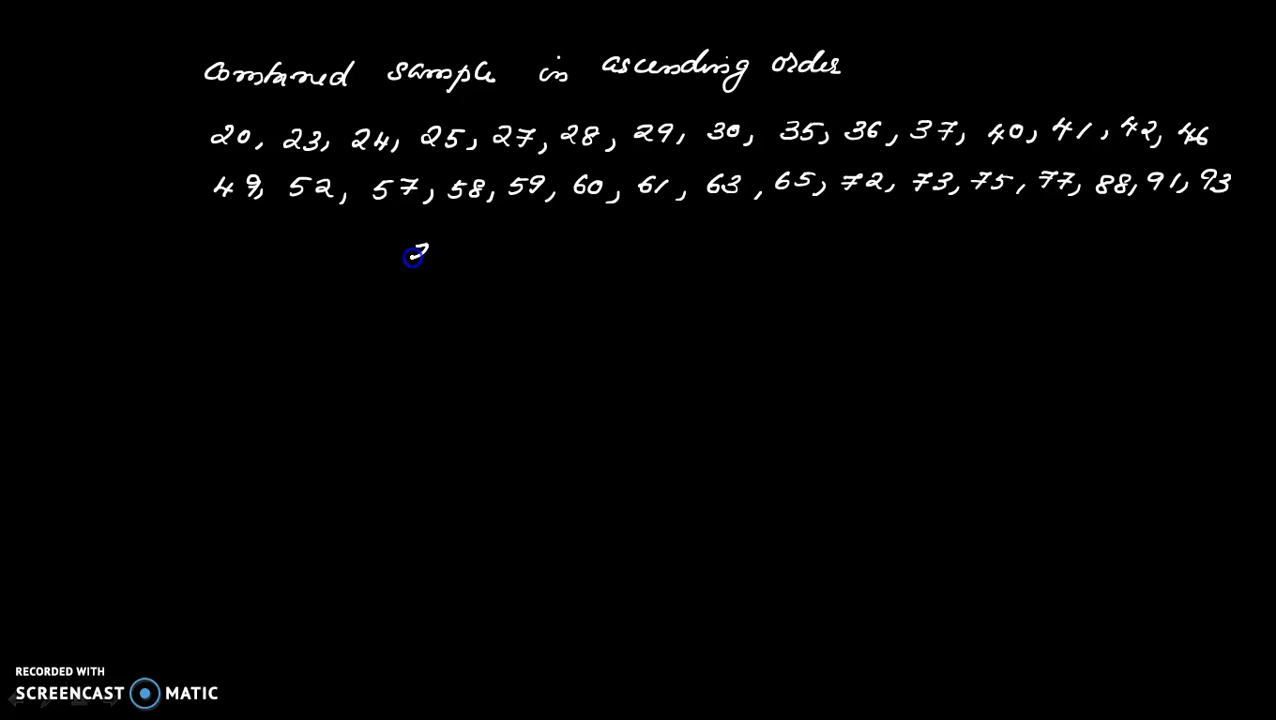 combined sample in ascending order
20, 23, 24, 25, 27, 28, 29, 30, 35, 36, 37, 40, 41, 42, 46
49, 52, 57, 58, 59, 60, 61, 63, 65, 72, 73, 75, 77, 88, 91, 93
RECORDED WITH
SCREENCAST MATIC